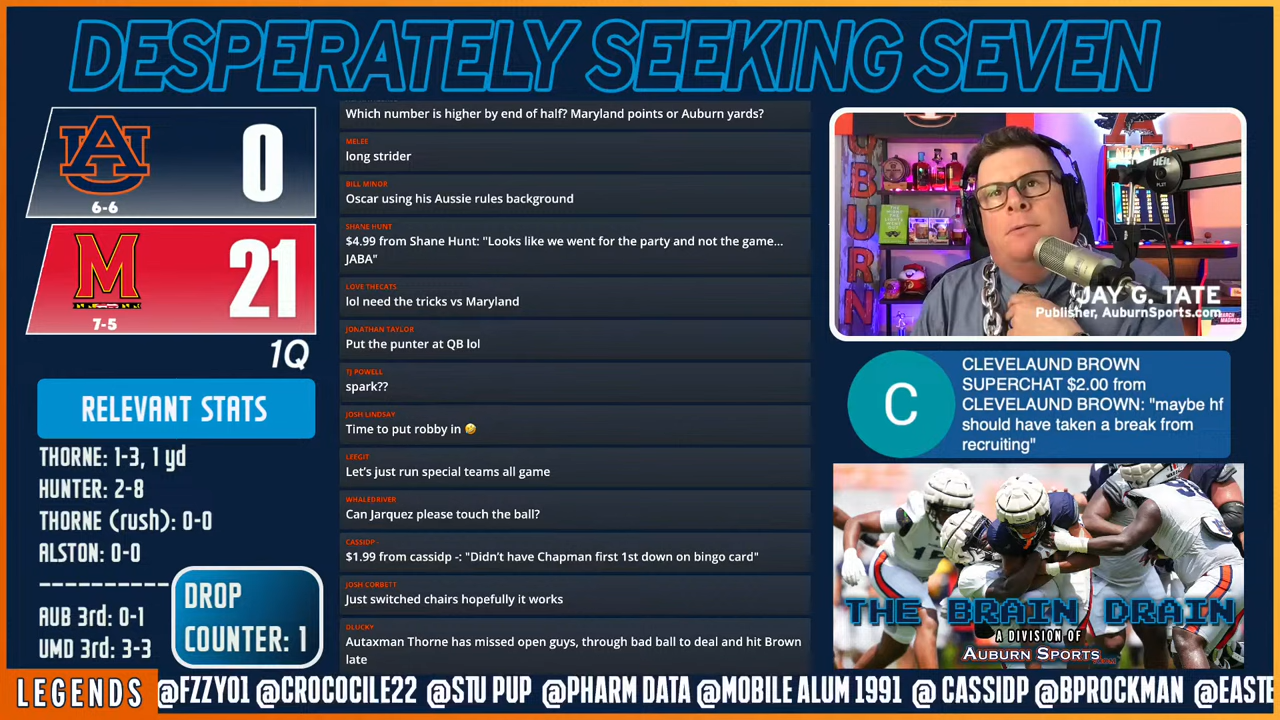 DESPERATELY SEEKING SEVEN
0
6-6
21
7-5
1Q
RELEVANT STATS
THORNE: 1-3, 1 yd
HUNTER: 2-8
THORNE (rush): 0-0
ALSTON: 0-0
----------
AUB 3rd: 0-1
UMD 3rd: 3-3
DROP
COUNTER: 1
Which number is higher by end of half? Maryland points or Auburn yards?
MELEE
long strider
BILL MINOR
Oscar using his Aussie rules background
SHANE HUNT
$4.99 from Shane Hunt: "Looks like we went for the party and not the game...
JABA"
LOVE THECATS
lol need the tricks vs Maryland
JONATHAN TAYLOR
Put the punter at QB lol
TJ POWELL
spark??
JOSH LINDSAY
Time to put robby in 🤣
LEEGIT
Let's just run special teams all game
WHALEDRIVER
Can Jarquez please touch the ball?
CASSIDP -
$1.99 from cassidp -: "Didn't have Chapman first 1st down on bingo card"
JOSH CORBETT
Just switched chairs hopefully it works
DLUCKY
Autaxman Thorne has missed open guys, through bad ball to deal and hit Brown
late
JAY G. TATE
Publisher, AuburnSports.com
C
CLEVELAUND BROWN
SUPERCHAT $2.00 from
CLEVELAUND BROWN: "maybe hf
should have taken a break from
recruiting"
THE BRAIN DRAIN
A DIVISION OF
AUBURN SPORTS
LEGENDS @FZZY01 @CROCOCILE22 @STU PUP @PHARM DATA @MOBILE ALUM 1991 @ CASSIDP @BPROCKMAN @EASTE